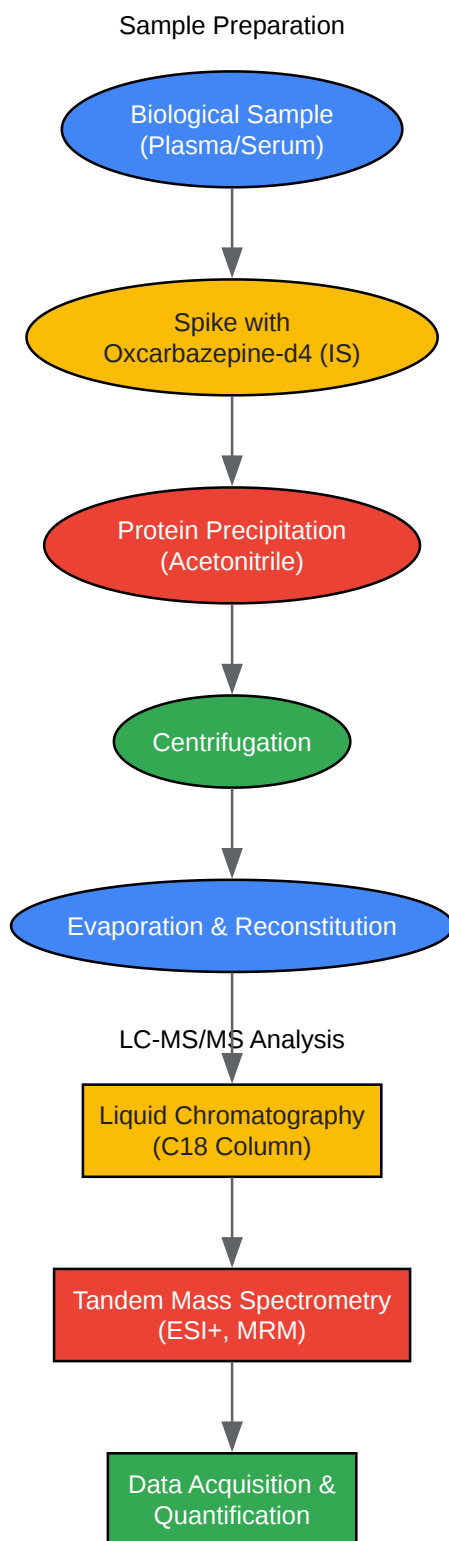 Sample Preparation
Biological Sample
(Plasma/Serum)
Spike with
Oxcarbazepine-d4 (IS)
Protein Precipitation
(Acetonitrile)
Centrifugation
Evaporation & Reconstitution
LC-MS/MS Analysis
Liquid Chromatography
(C18 Column)
Tandem Mass Spectrometry
(ESI+, MRM)
Data Acquisition &
Quantification